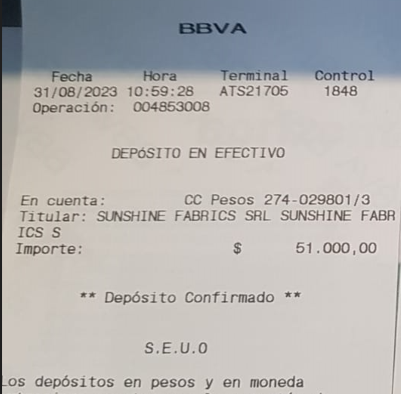 BBVA
Fecha Hora Terminal Control
31/08/2023 10:59:28 ATS21705 1848
Operación: 004853008
DEPÓSITO EN EFECTIVO
En cuenta: CC Pesos 274-029801/3
Titular: SUNSHINE FABRICS SRL SUNSHINE FABR
ICS S
Importe: $ 51.000,00
** Depósito Confirmado **
S.E.U.O
Los depósitos en pesos y en moneda